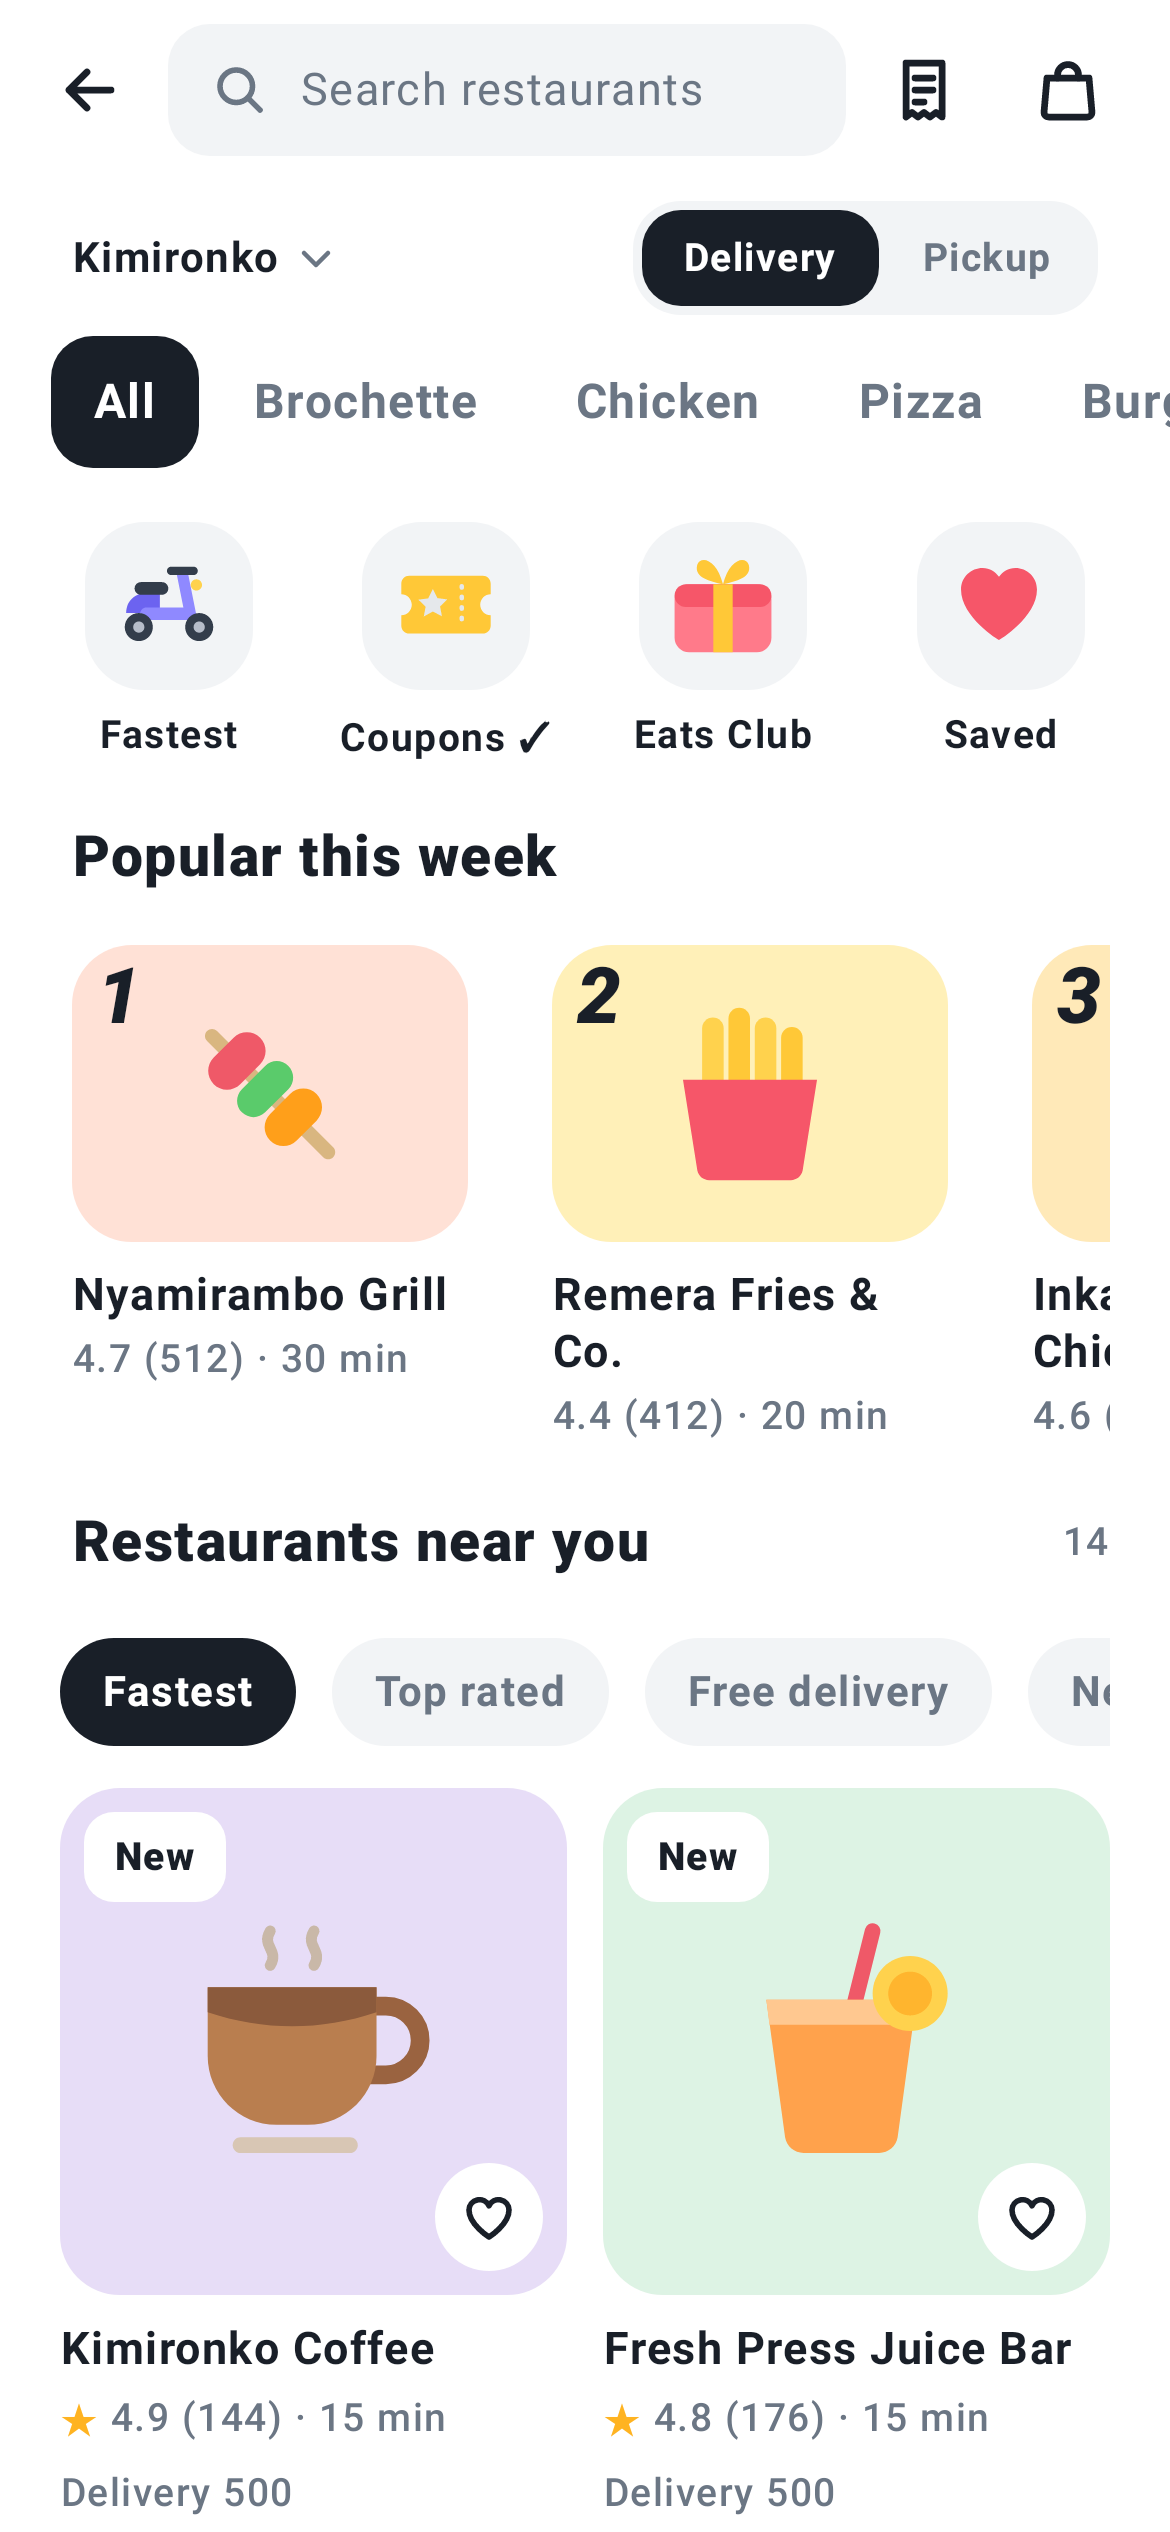 Search restaurants
Kimironko
Delivery Pickup
All Brochette Chicken Pizza
Fastest Coupons ✓ Eats Club Saved
Popular this week
1 2 3
Nyamirambo Grill
4.7 (512) · 30 min
Remera Fries &
Co.
4.4 (412) · 20 min
4.6
Restaurants near you 14
Fastest Top rated Free delivery
New New
Kimironko Coffee
★ 4.9 (144) · 15 min
Delivery 500
Fresh Press Juice Bar
★ 4.8 (176) · 15 min
Delivery 500